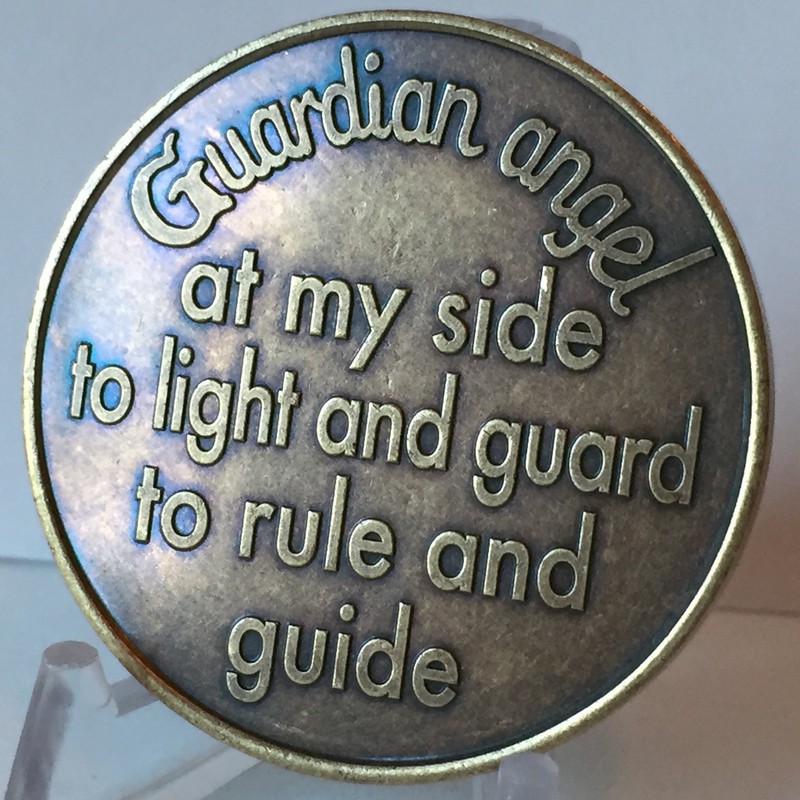 Guardian angel
at my side
to light and guard
to rule and
guide